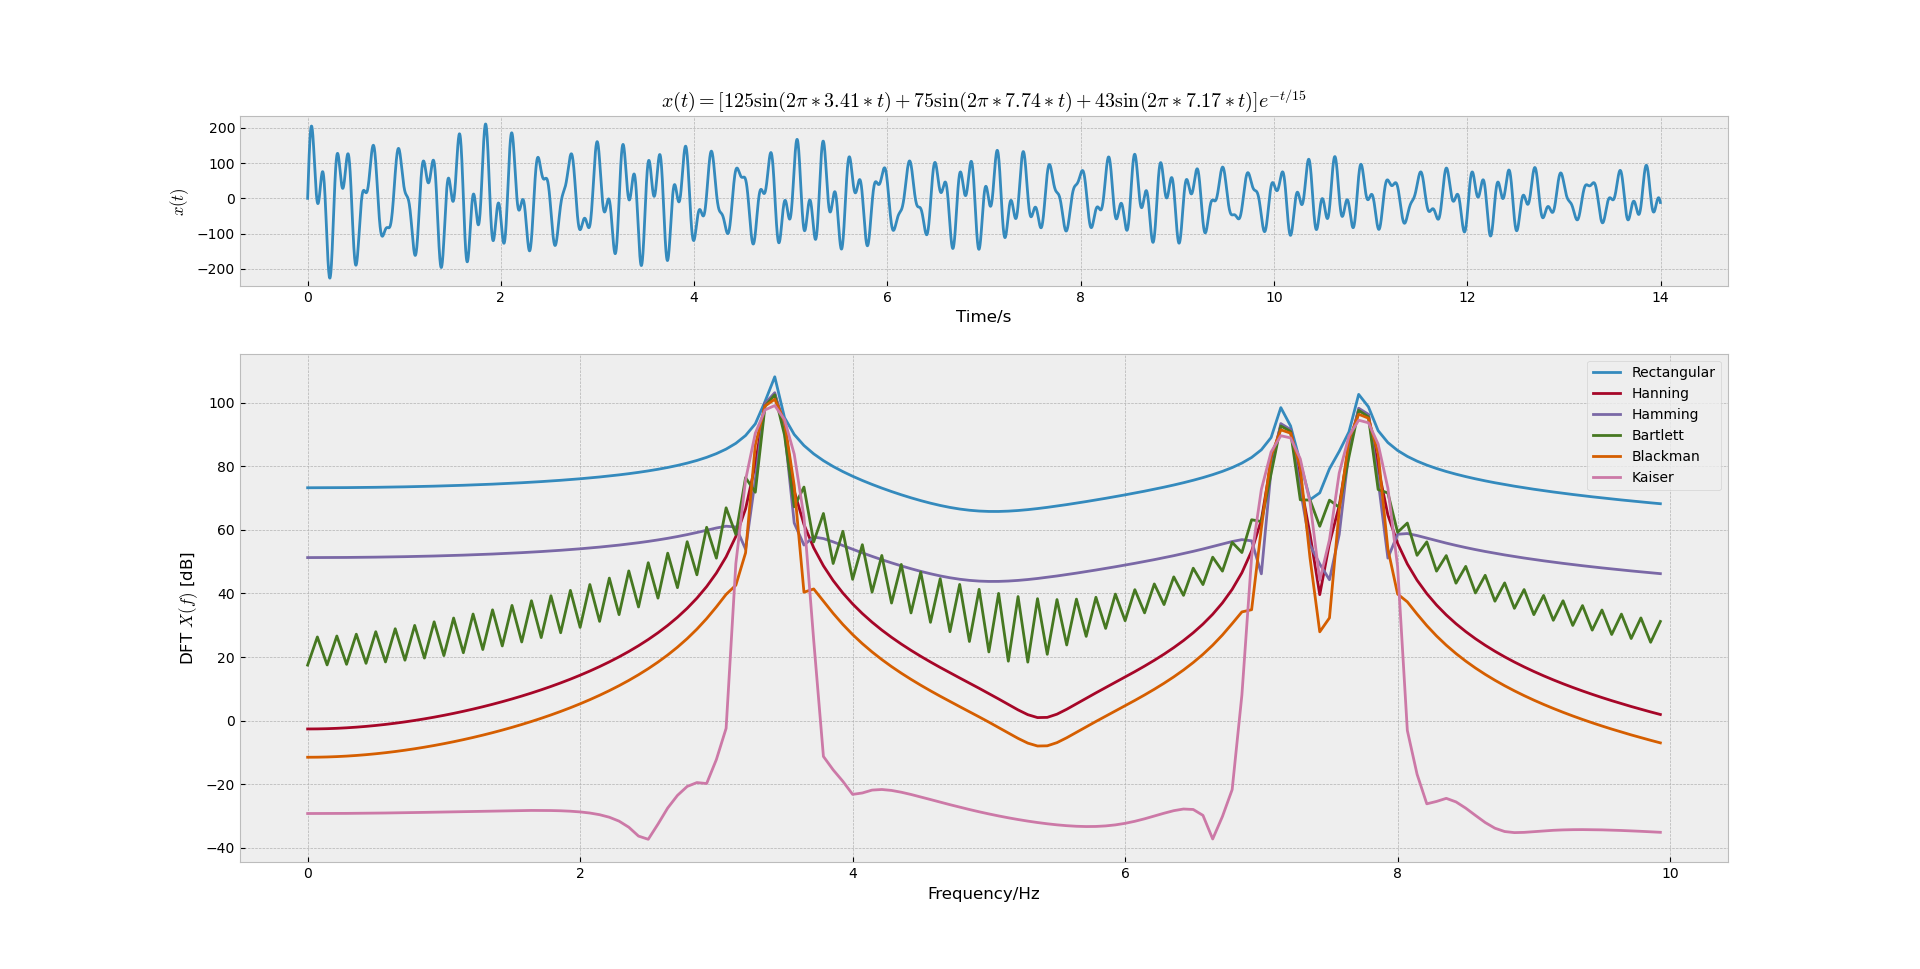 x(t) = [125sin(2π * 3.41 * t) + 75sin(2π * 7.74 * t) + 43sin(2π * 7.17 * t)]e^{-t/15}
200
100
0
−100
−200
x(t)
0 2 4 6 8 10 12 14
Time/s
Rectangular
Hanning
Hamming
Bartlett
Blackman
Kaiser
100
80
60
40
20
0
−20
−40
DFT X(f) [dB]
0 2 4 6 8 10
Frequency/Hz